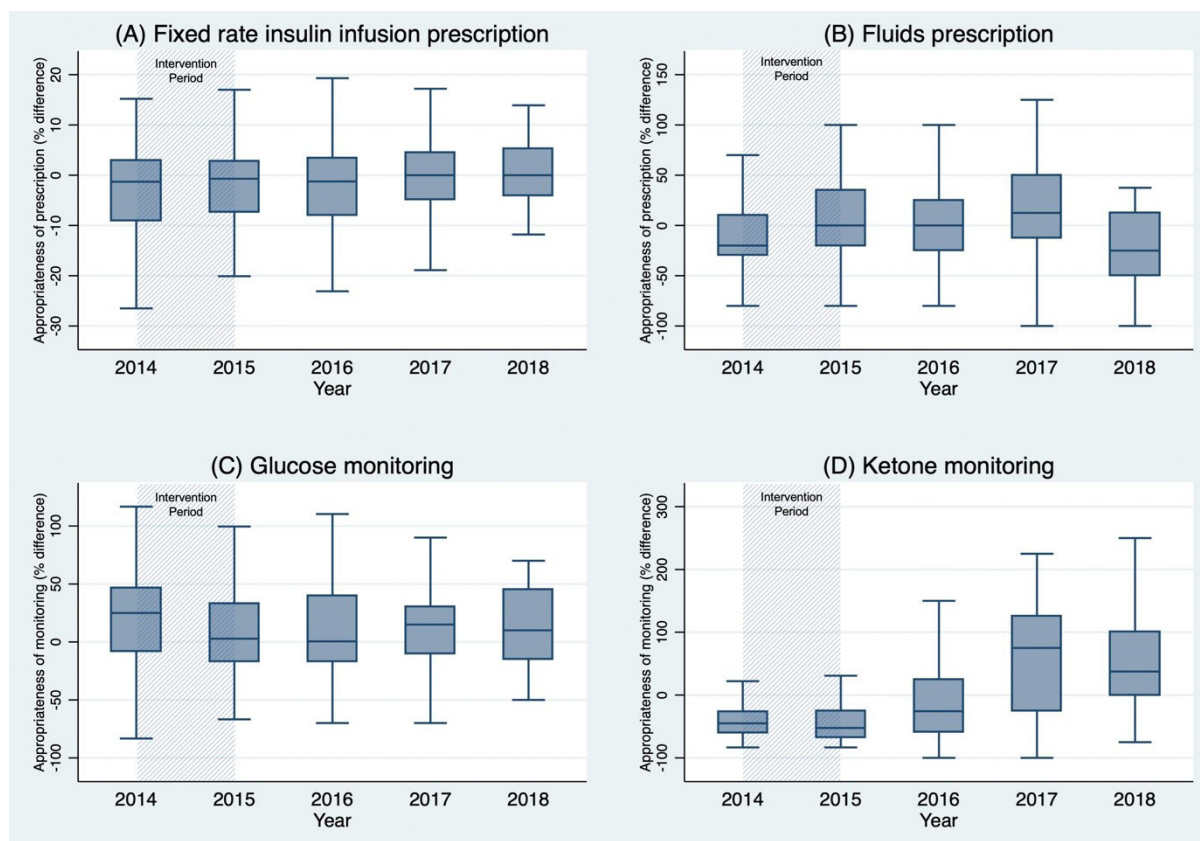 (A) Fixed rate insulin infusion prescription
Intervention
Period
Appropriateness of prescription (% difference)
20
10
0
-10
-20
-30
2014 2015 2016 2017 2018
Year
(B) Fluids prescription
Intervention
Period
Appropriateness of prescription (% difference)
150
100
50
0
-50
-100
2014 2015 2016 2017 2018
Year
(C) Glucose monitoring
Intervention
Period
Appropriateness of monitoring (% difference)
100
50
0
-50
-100
2014 2015 2016 2017 2018
Year
(D) Ketone monitoring
Intervention
Period
Appropriateness of monitoring (% difference)
300
200
100
0
-100
2014 2015 2016 2017 2018
Year